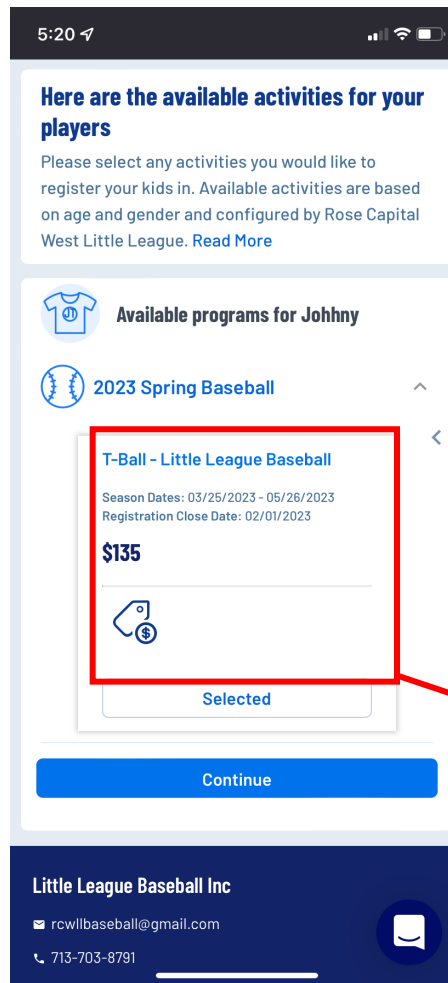 5:20
Here are the available activities for your
players
Please select any activities you would like to
register your kids in. Available activities are based
on age and gender and configured by Rose Capital
West Little League. Read More
JT
Available programs for Johhny
2023 Spring Baseball
T-Ball - Little League Baseball
Season Dates: 03/25/2023 - 05/26/2023
Registration Close Date: 02/01/2023
$135
$
Selected
Continue
Little League Baseball Inc
rcwllbaseball@gmail.com
713-703-8791